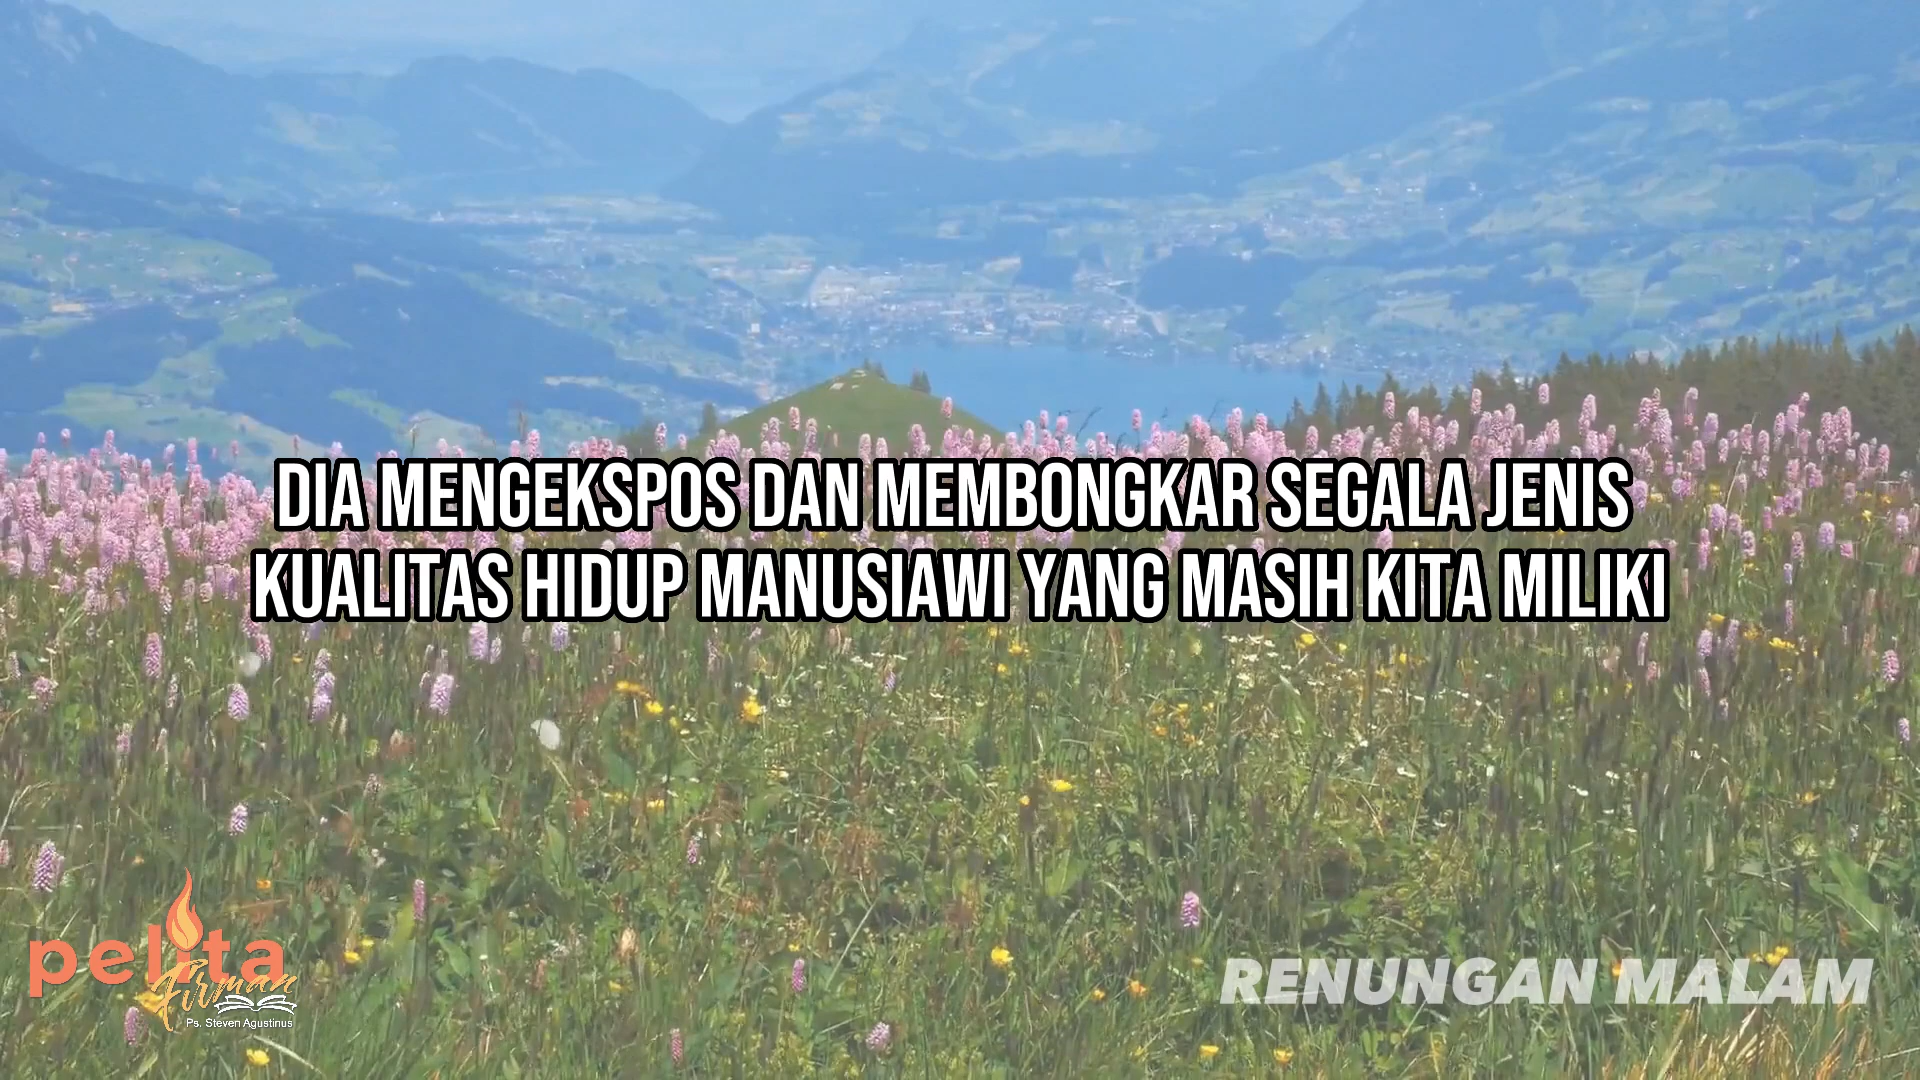 DIA MENGEKSPOS DAN MEMBONGKAR SEGALA JENIS
KUALITAS HIDUP MANUSIAWI YANG MASIH KITA MILIKI
pelita
Firman
Ps. Steven Agustinus
RENUNGAN MALAM